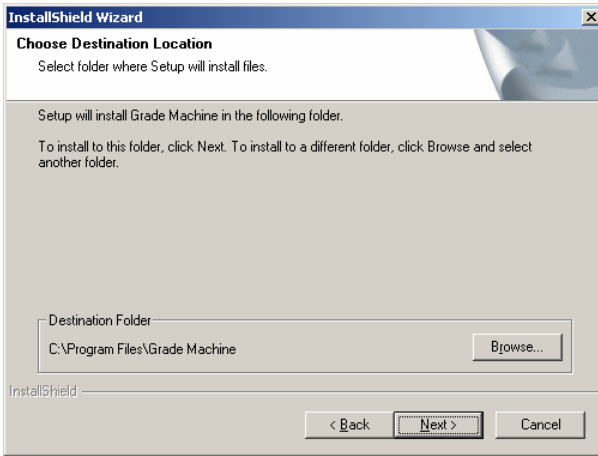 InstallShield Wizard
Choose Destination Location
Select folder where Setup will install files.
Setup will install Grade Machine in the following folder.
To install to this folder, click Next. To install to a different folder, click Browse and select
another folder.
Destination Folder
C:\Program Files\Grade Machine
Browse...
InstallShield
< Back
Next >
Cancel